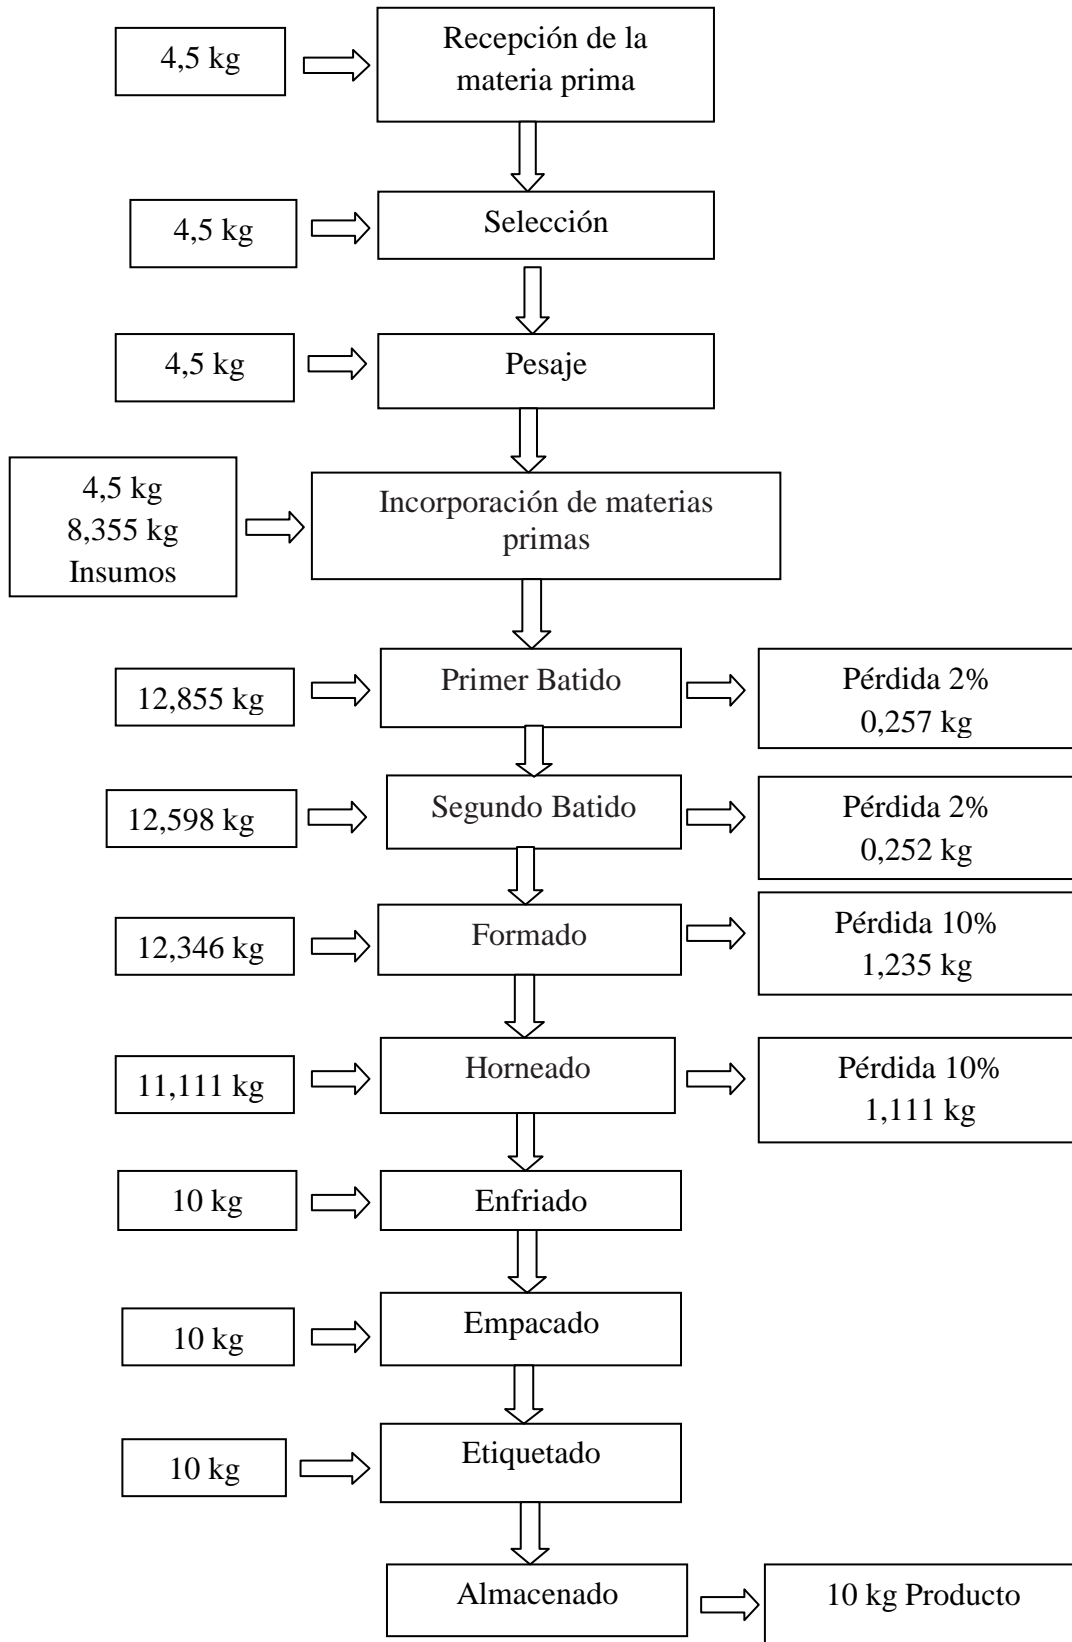 4,5 kg
Recepción de la
materia prima
4,5 kg
Selección
4,5 kg
Pesaje
4,5 kg
8,355 kg
Insumos
Incorporación de materias
primas
12,855 kg
Primer Batido
Pérdida 2%
0,257 kg
12,598 kg
Segundo Batido
Pérdida 2%
0,252 kg
12,346 kg
Formado
Pérdida 10%
1,235 kg
11,111 kg
Horneado
Pérdida 10%
1,111 kg
10 kg
Enfriado
10 kg
Empacado
10 kg
Etiquetado
Almacenado
10 kg Producto